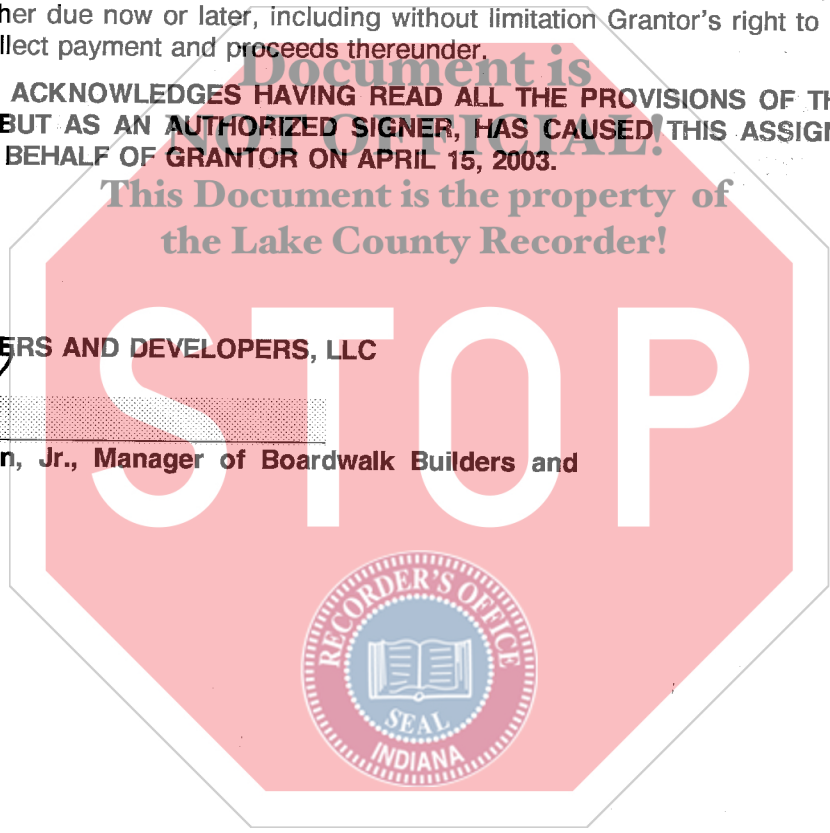 her due now or later, including without limitation Grantor's right to
llect payment and proceeds thereunder.
Document is
ACKNOWLEDGES HAVING READ ALL THE PROVISIONS OF TH
NOT OFFICIAL!
BUT AS AN AUTHORIZED SIGNER, HAS CAUSED THIS ASSIGN
BEHALF OF GRANTOR ON APRIL 15, 2003.
This Document is the property of
the Lake County Recorder!
STOP
ERS AND DEVELOPERS, LLC
n, Jr., Manager of Boardwalk Builders and
RECORDER'S OFFICE
SEAL
INDIANA